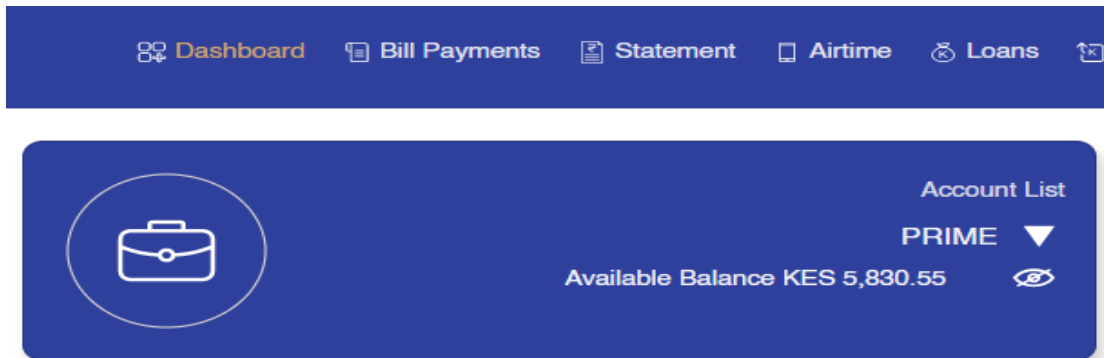 Dashboard Bill Payments Statement Airtime Loans
Account List
PRIME
Available Balance KES 5,830.55